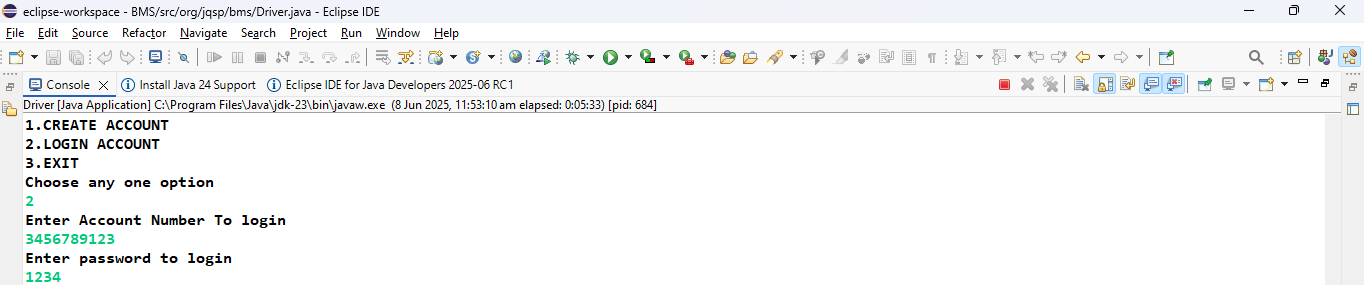 eclipse-workspace - BMS/src/org/jqsp/bms/Driver.java - Eclipse IDE
File Edit Source Refactor Navigate Search Project Run Window Help
Console Install Java 24 Support Eclipse IDE for Java Developers 2025-06 RC1
Driver [Java Application] C:\Program Files\Java\jdk-23\bin\javaw.exe (8 Jun 2025, 11:53:10 am elapsed: 0:05:33) [pid: 684]
1.CREATE ACCOUNT
2.LOGIN ACCOUNT
3.EXIT
Choose any one option
2
Enter Account Number To login
3456789123
Enter password to login
1234